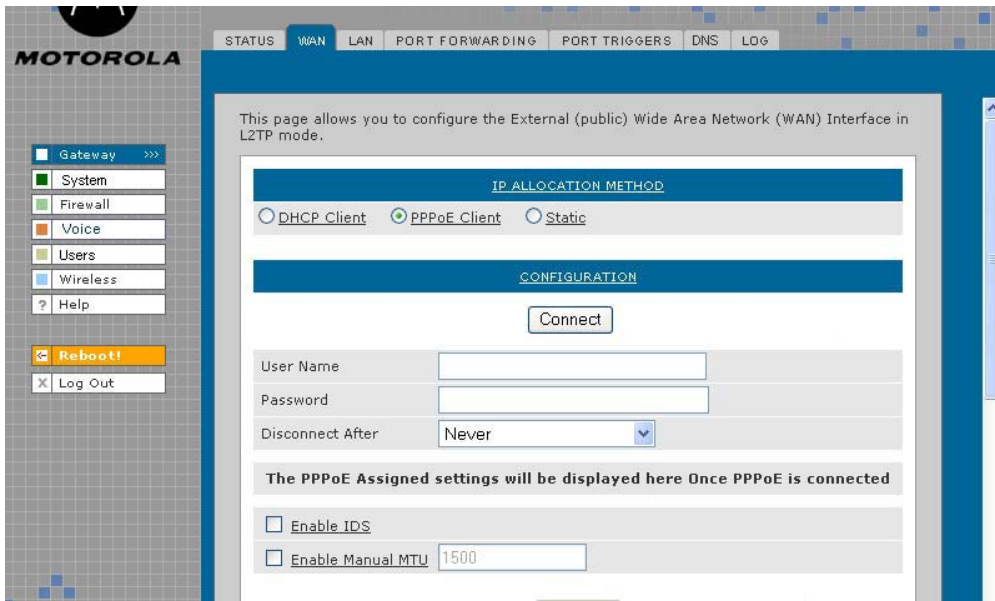 MOTOROLA
STATUS WAN LAN PORT FORWARDING PORT TRIGGERS DNS LOG
Gateway >>>
System
Firewall
Voice
Users
Wireless
? Help
Reboot!
X Log Out
This page allows you to configure the External (public) Wide Area Network (WAN) Interface in
L2TP mode.
IP ALLOCATION METHOD
DHCP Client PPPoE Client Static
CONFIGURATION
Connect
User Name
Password
Disconnect After Never
The PPPoE Assigned settings will be displayed here Once PPPoE is connected
Enable IDS
Enable Manual MTU 1500